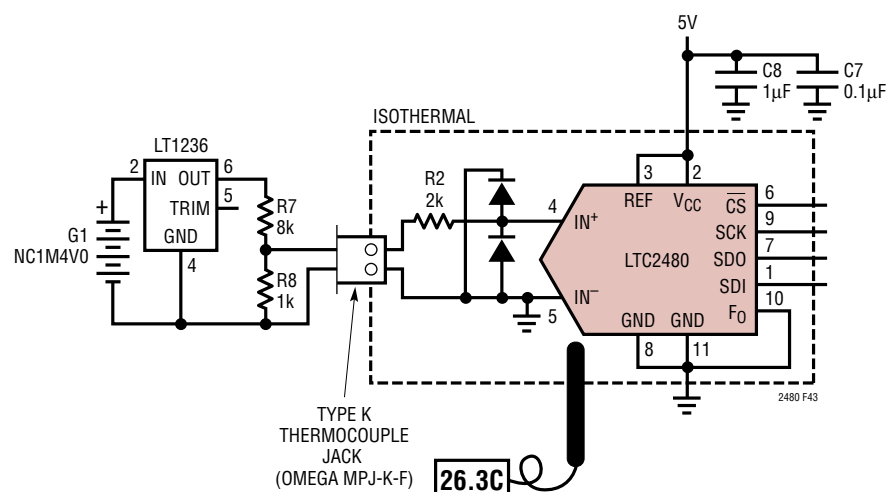 5V
C8
1µF
C7
0.1µF
ISOTHERMAL
LT1236
2
IN
OUT
6
TRIM
5
GND
4
+
G1
NC1M4V0
R7
8k
R8
1k
R2
2k
4
IN+
IN−
5
3
REF
2
VCC
LTC2480
CS
6
SCK
9
SDO
7
SDI
1
FO
10
GND
8
GND
11
2480 F43
TYPE K
THERMOCOUPLE
JACK
(OMEGA MPJ-K-F)
26.3C